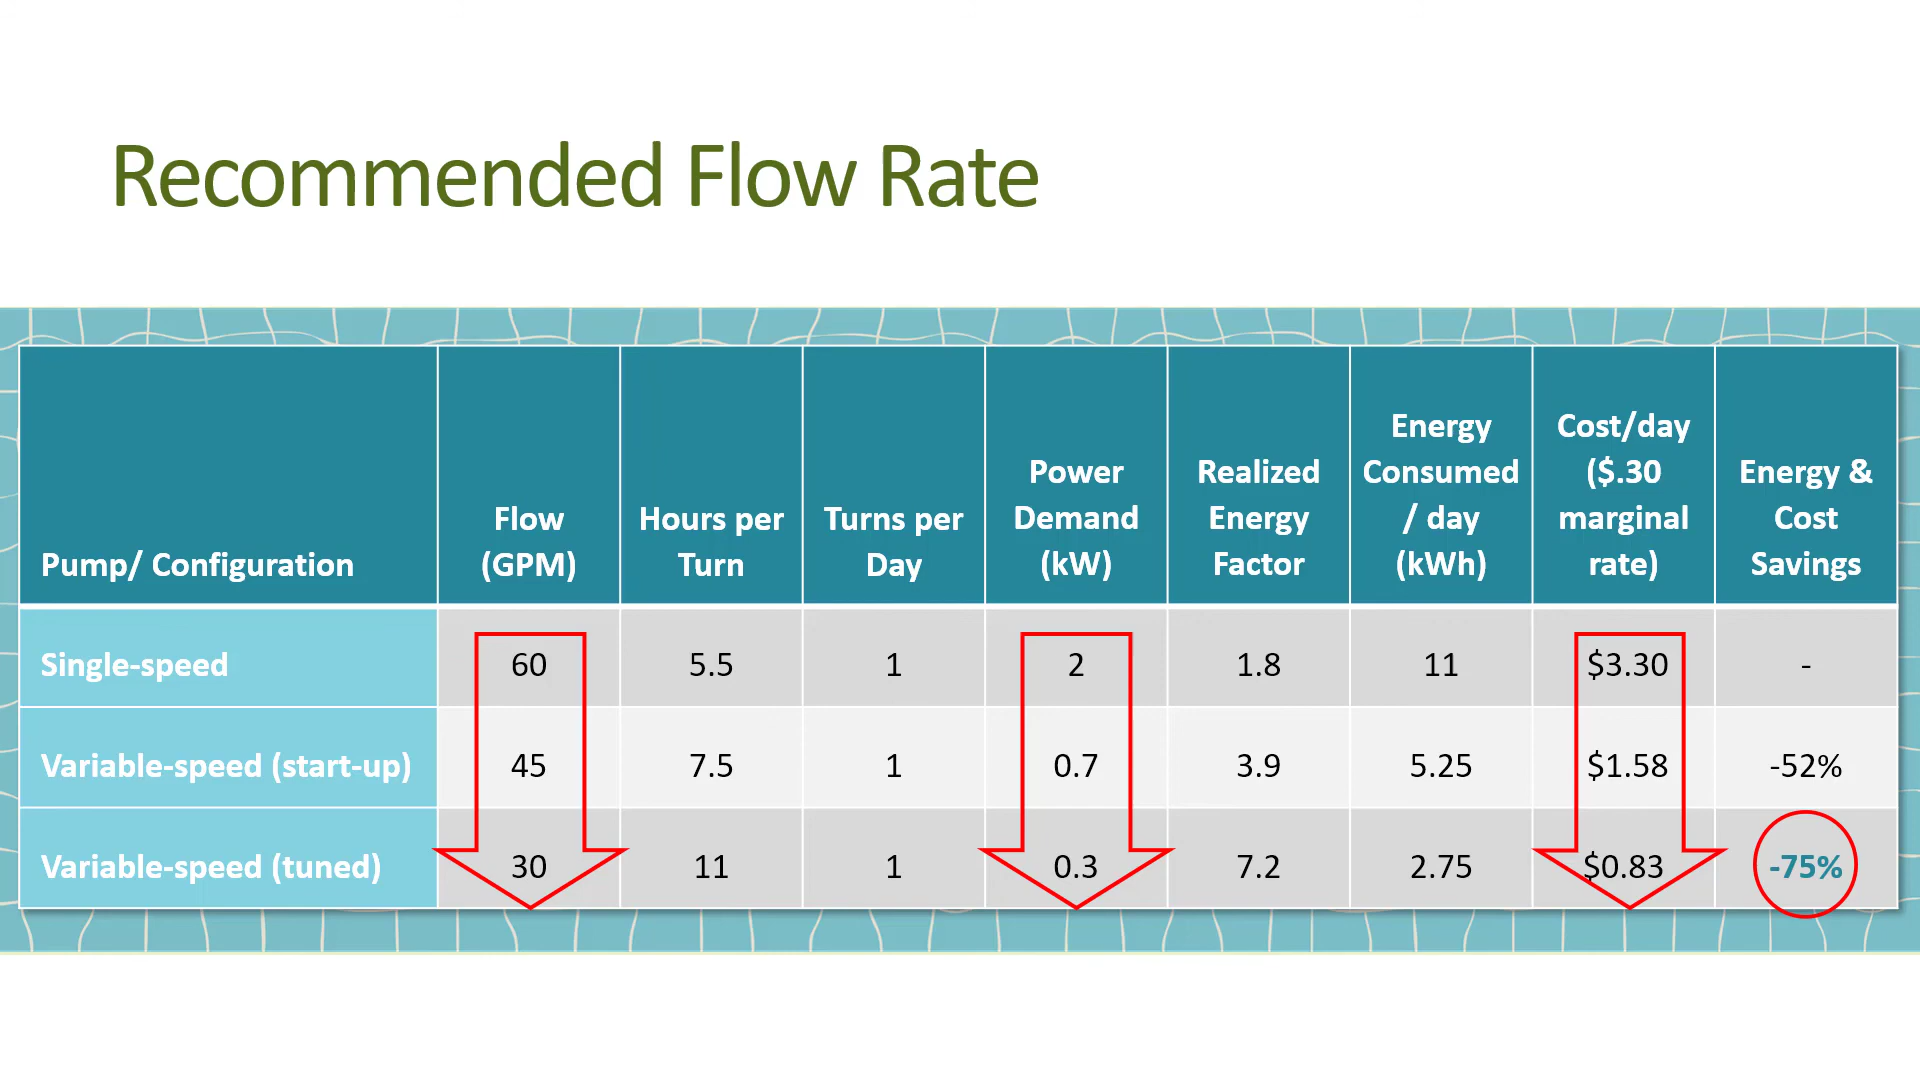 Recommended Flow Rate
Pump/ Configuration
Flow
(GPM)
Hours per
Turn
Turns per
Day
Power
Demand
(kW)
Realized
Energy
Factor
Energy
Consumed
/ day
(kWh)
Cost/day
($.30
marginal
rate)
Energy &
Cost
Savings
Single-speed 60 5.5 1 2 1.8 11 $3.30 -
Variable-speed (start-up) 45 7.5 1 0.7 3.9 5.25 $1.58 -52%
Variable-speed (tuned) 30 11 1 0.3 7.2 2.75 $0.83 -75%